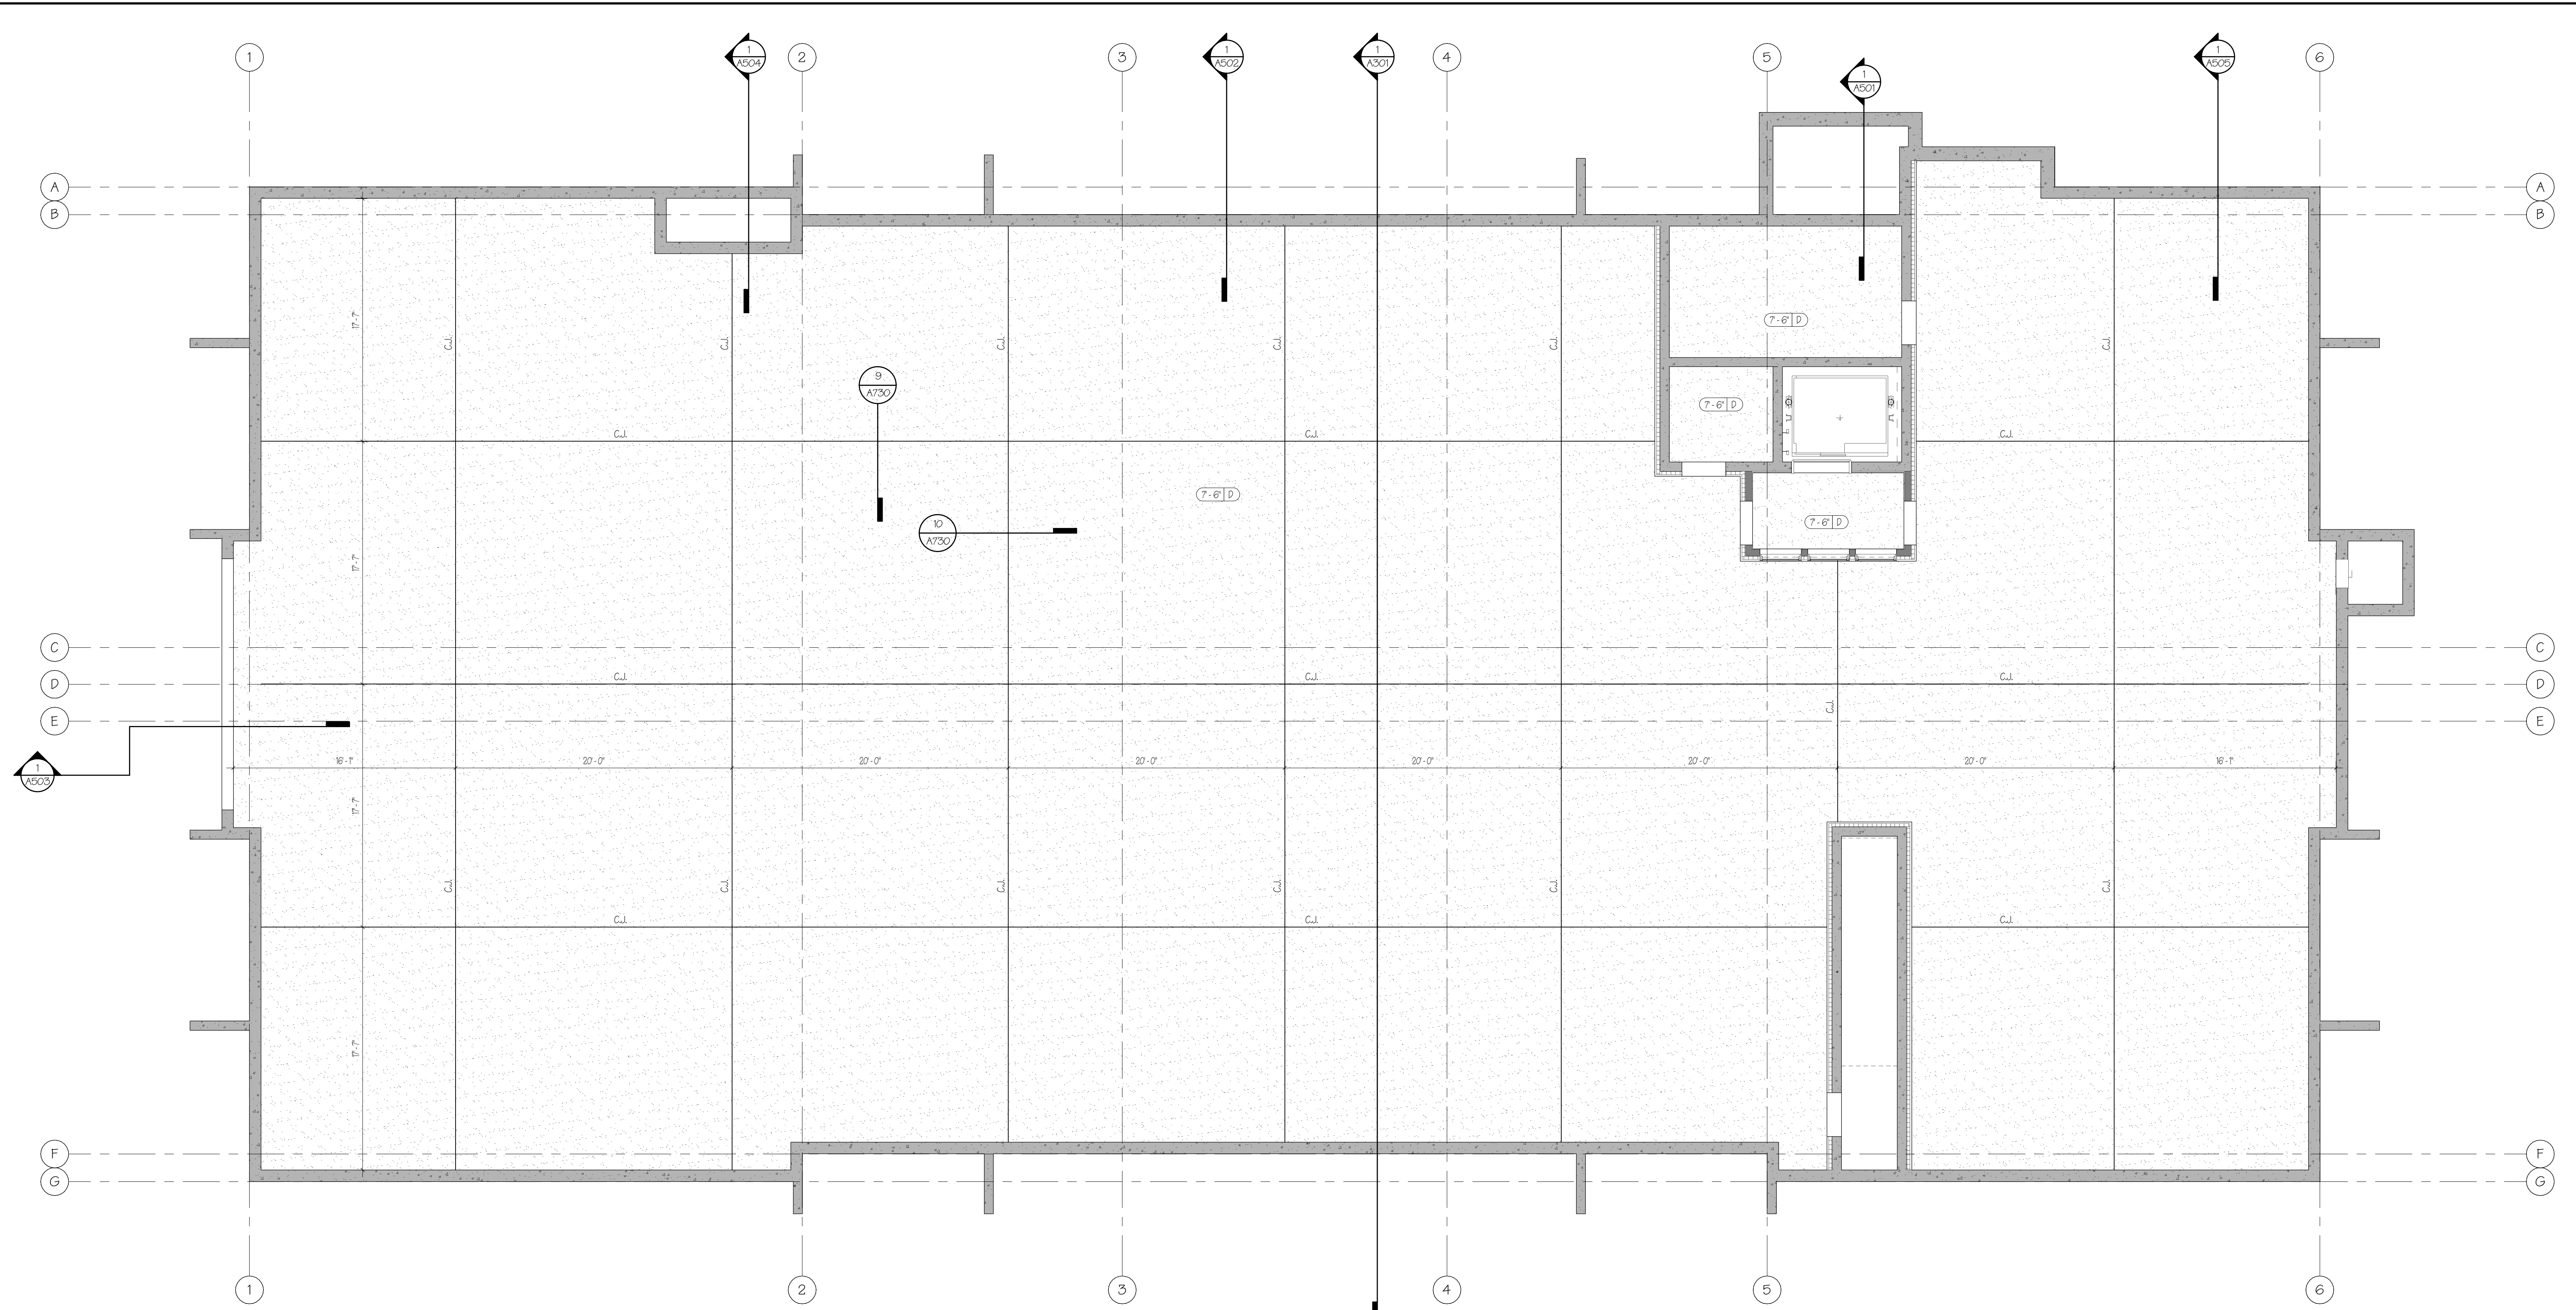 1
A504
1
A502
1
A301
1
A501
1
A505
1
2
3
4
5
6
A
A
B
B
17'-7"
7'-6" D
C.J.
C.J.
C.J.
C.J.
C.J.
C.J.
9
A730
7'-6" D
C.J.
C.J.
C.J.
7'-6" D
10
A730
7'-6" D
17'-7"
C
C
C.J.
C.J.
C.J.
D
D
C.J.
E
E
16'-1"
20'-0"
20'-0"
20'-0"
20'-0"
20'-0"
20'-0"
16'-1"
1
A503
17'-7"
C.J.
C.J.
C.J.
C.J.
C.J.
C.J.
C.J.
C.J.
C.J.
17'-7"
F
F
G
G
1
2
3
4
5
6